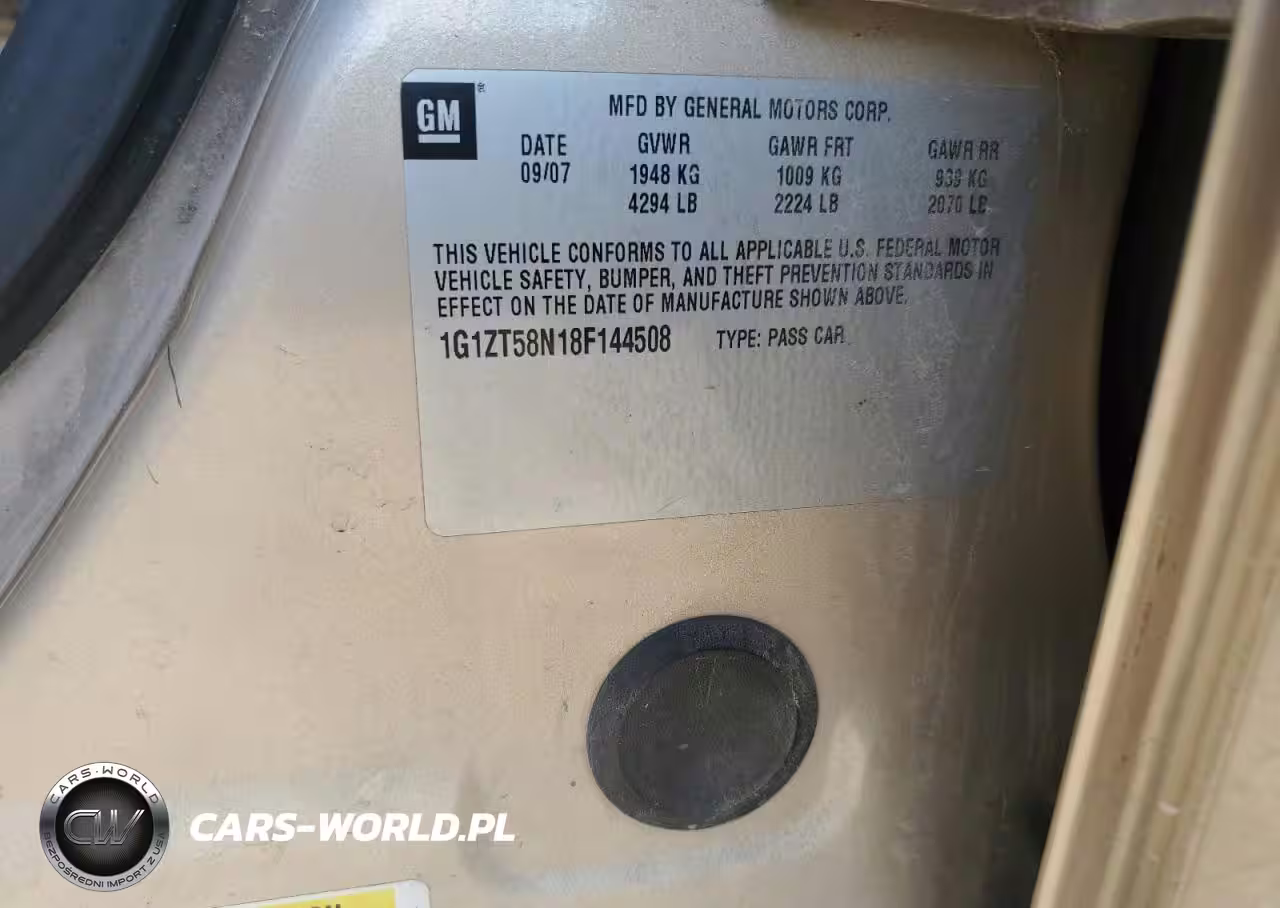 GM ®
MFD BY GENERAL MOTORS CORP.
DATE GVWR GAWR FRT GAWR RR
09/07 1948 KG 1009 KG 939 KG
4294 LB 2224 LB 2070 LB
THIS VEHICLE CONFORMS TO ALL APPLICABLE U.S. FEDERAL MOTOR
VEHICLE SAFETY, BUMPER, AND THEFT PREVENTION STANDARDS IN
EFFECT ON THE DATE OF MANUFACTURE SHOWN ABOVE.
1G1ZT58N18F144508 TYPE: PASS CAR
CARS-WORLD
CW
BEZPOŚREDNI IMPORT Z USA
CARS-WORLD.PL